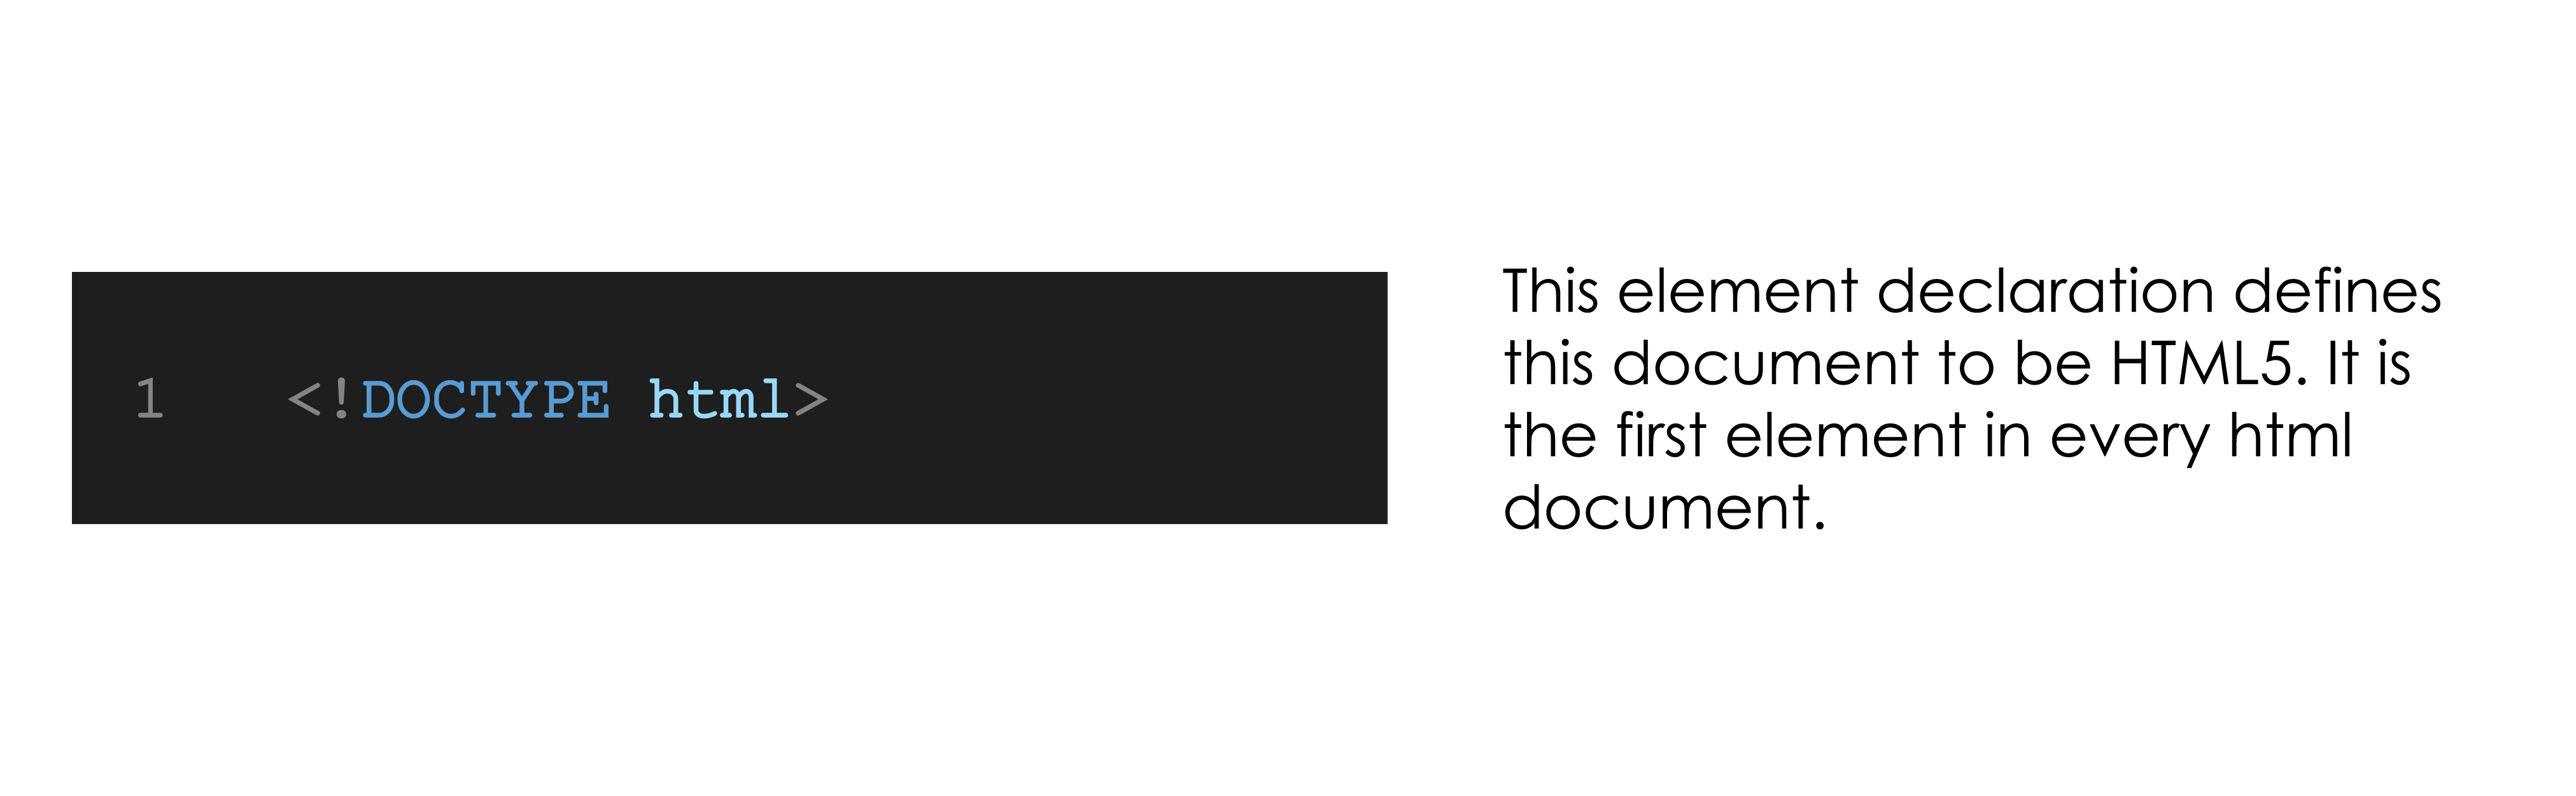 1 <!DOCTYPE html>
This element declaration defines
this document to be HTML5. It is
the first element in every html
document.